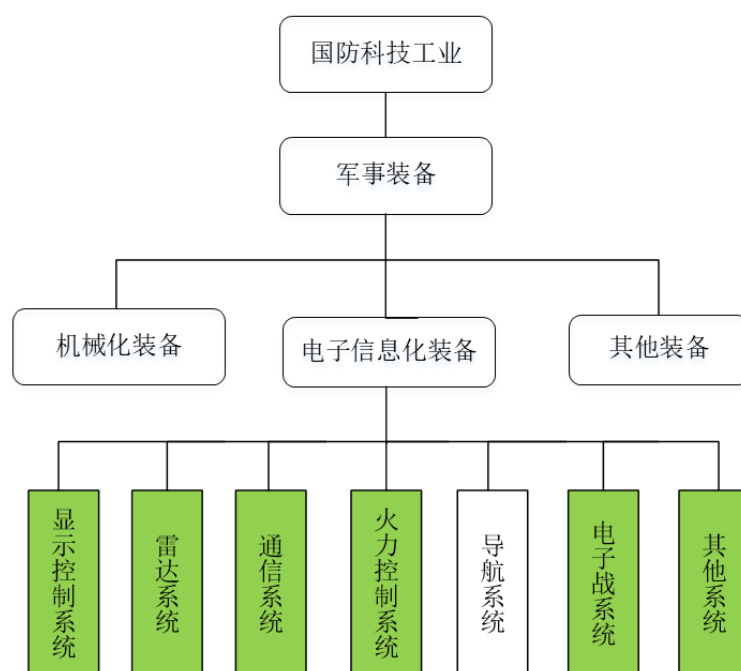 国防科技工业
军事装备
机械化装备
电子信息化装备
其他装备
显示控制系统
雷达系统
通信系统
火力控制系统
导航系统
电子战系统
其他系统